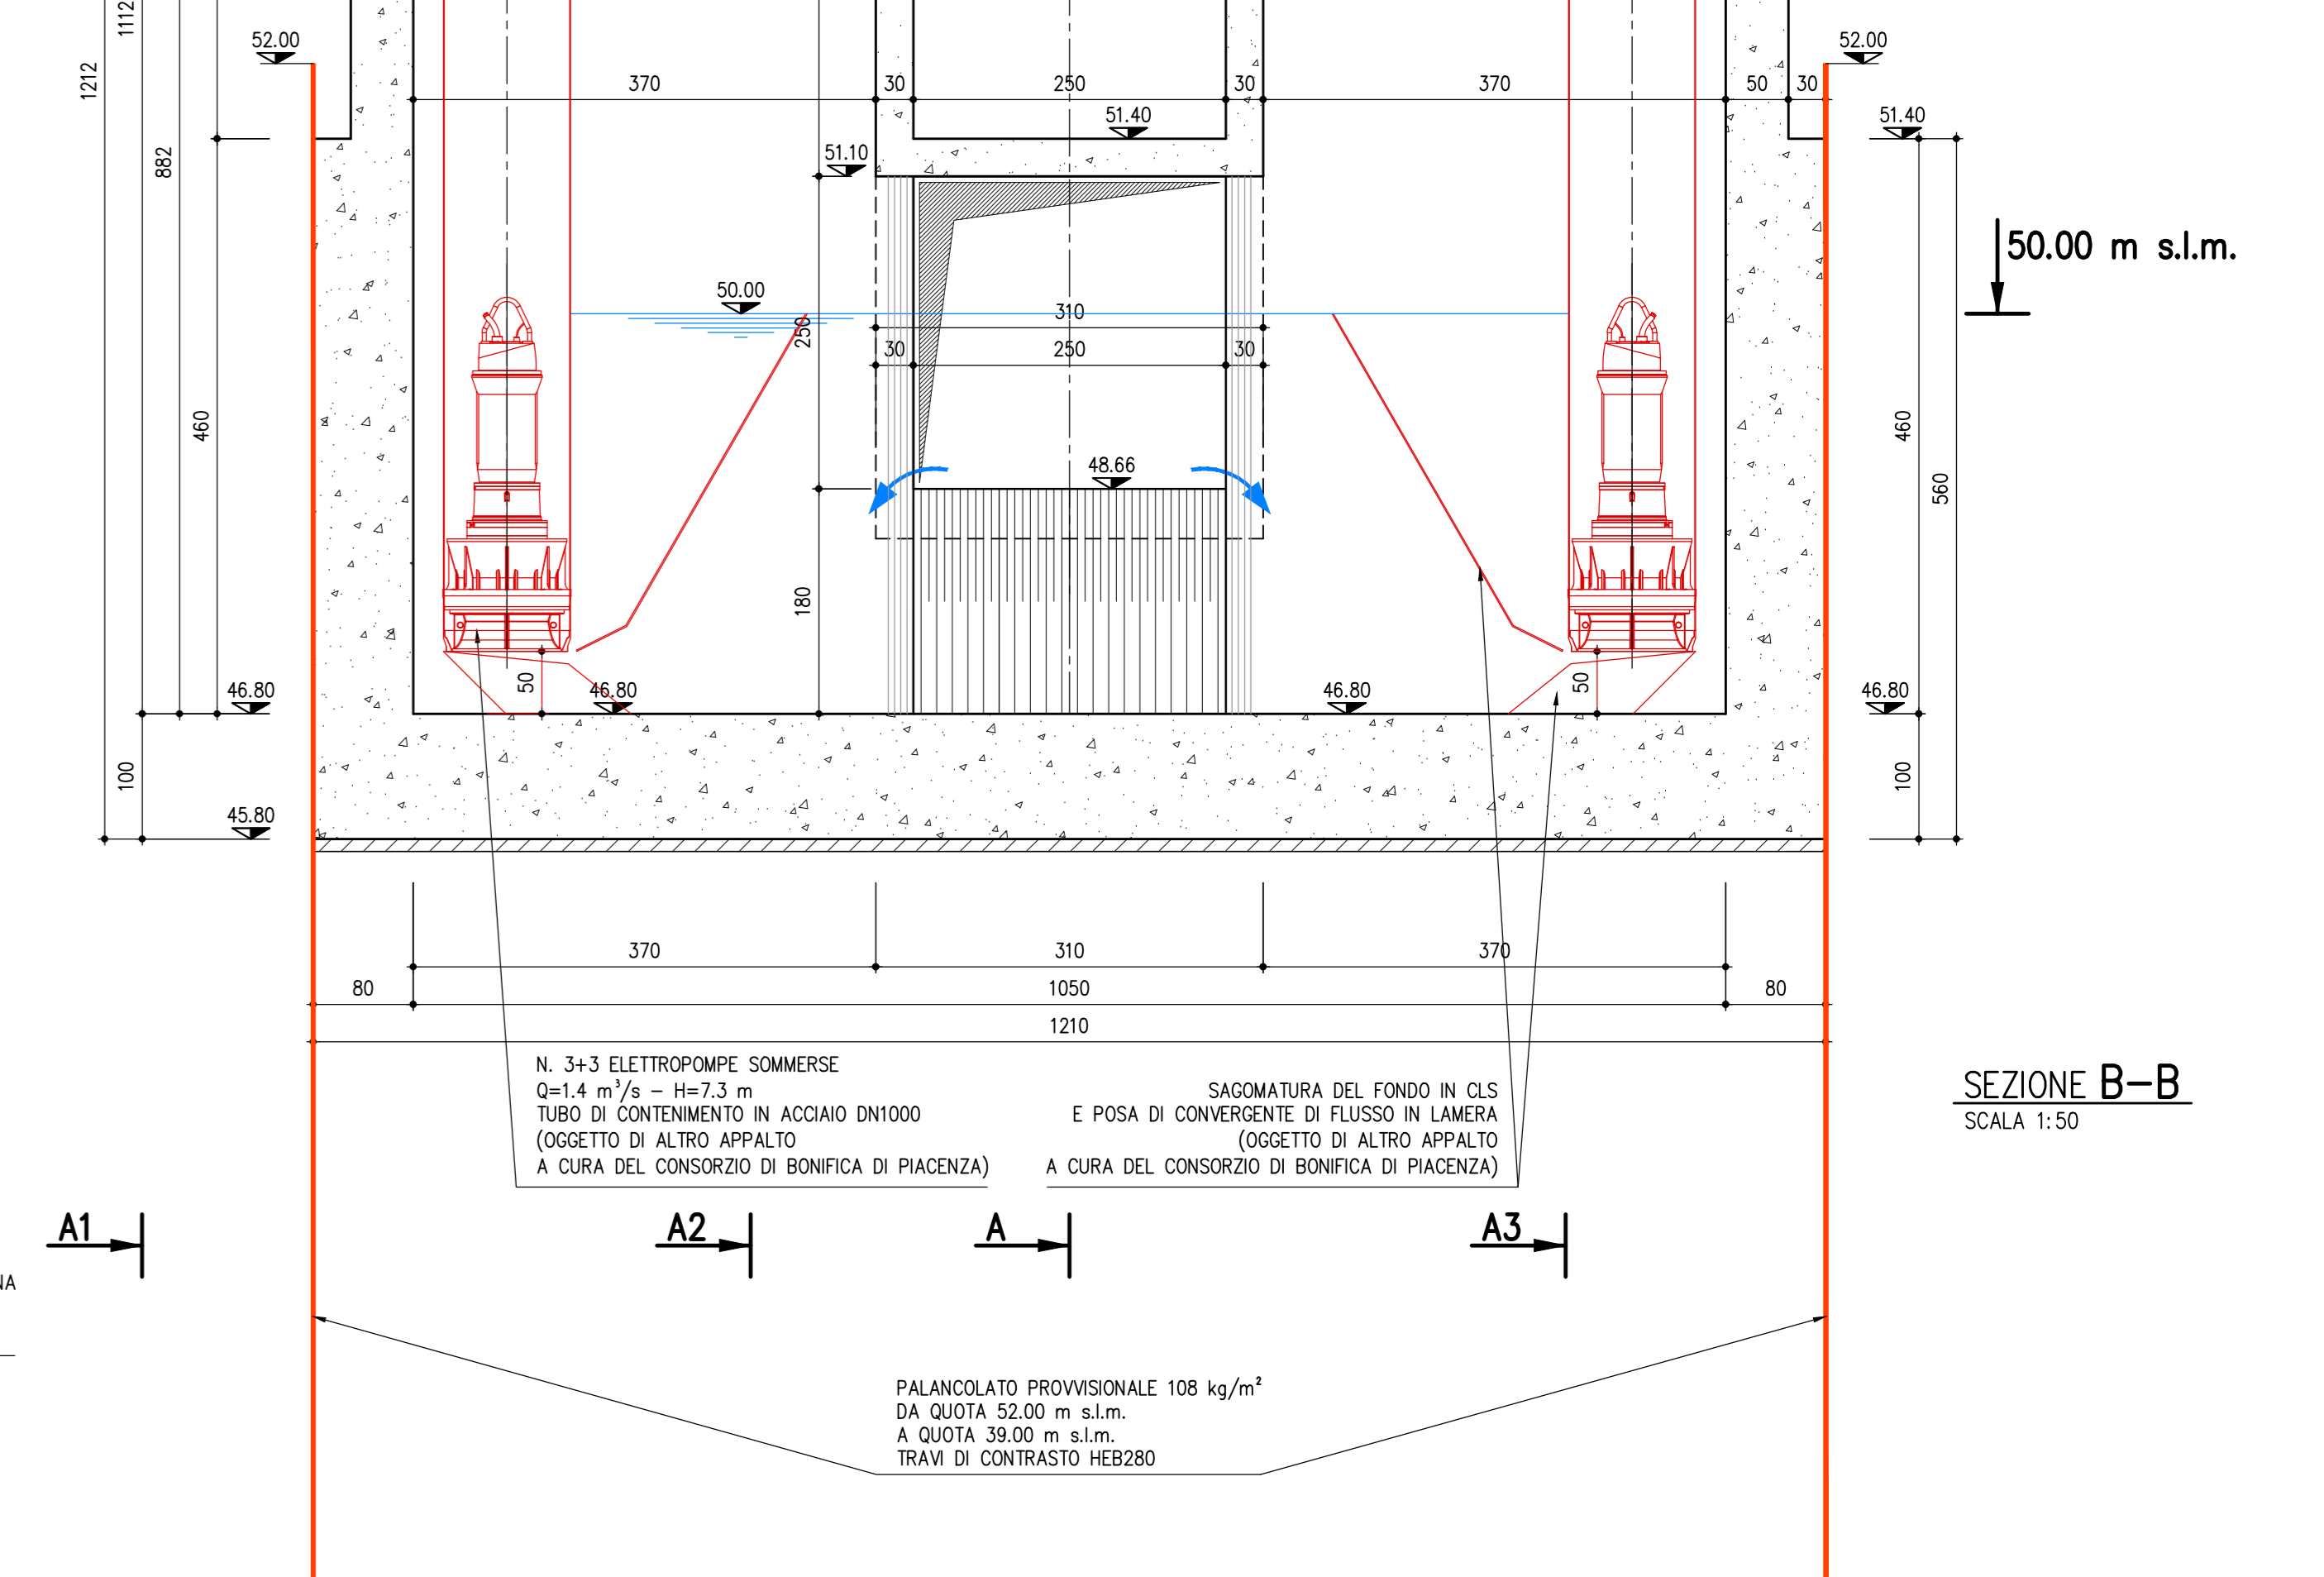 1112
52.00
52.00
1212
370
30
250
30
370
50
30
51.40
51.40
51.10
882
50.00 m s.l.m.
50.00
250
310
30
250
30
460
460
48.66
560
180
50
50
46.80
46.80
46.80
46.80
100
100
45.80
370
310
370
80
1050
80
1210
N. 3+3 ELETTROPOMPE SOMMERSE
Q=1.4 m³/s – H=7.3 m
TUBO DI CONTENIMENTO IN ACCIAIO DN1000
(OGGETTO DI ALTRO APPALTO
A CURA DEL CONSORZIO DI BONIFICA DI PIACENZA)
SAGOMATURA DEL FONDO IN CLS
E POSA DI CONVERGENTE DI FLUSSO IN LAMERA
(OGGETTO DI ALTRO APPALTO
A CURA DEL CONSORZIO DI BONIFICA DI PIACENZA)
SEZIONE B–B
SCALA 1:50
A1
A2
A
A3
PALANCOLATO PROVVISIONALE 108 kg/m²
DA QUOTA 52.00 m s.l.m.
A QUOTA 39.00 m s.l.m.
TRAVI DI CONTRASTO HEB280